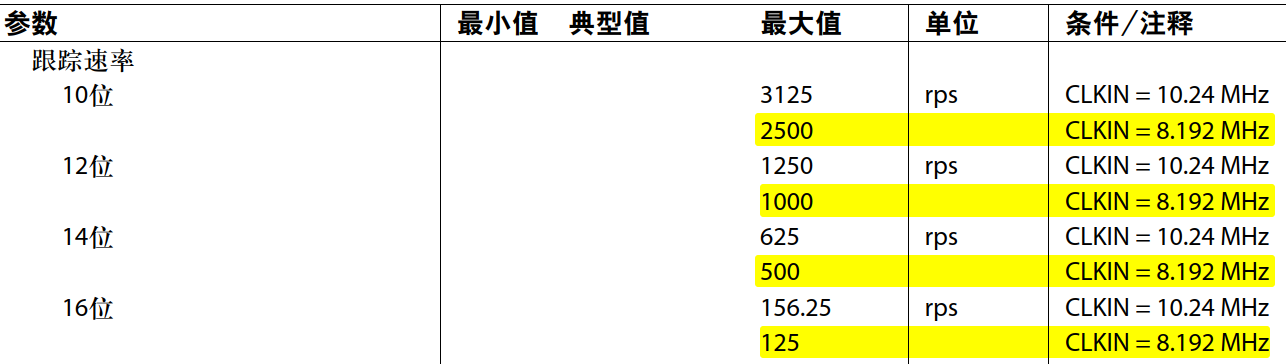 参数 最小值 典型值 最大值 单位 条件/注释
跟踪速率
10位 3125 rps CLKIN = 10.24 MHz
2500 CLKIN = 8.192 MHz
12位 1250 rps CLKIN = 10.24 MHz
1000 CLKIN = 8.192 MHz
14位 625 rps CLKIN = 10.24 MHz
500 CLKIN = 8.192 MHz
16位 156.25 rps CLKIN = 10.24 MHz
125 CLKIN = 8.192 MHz